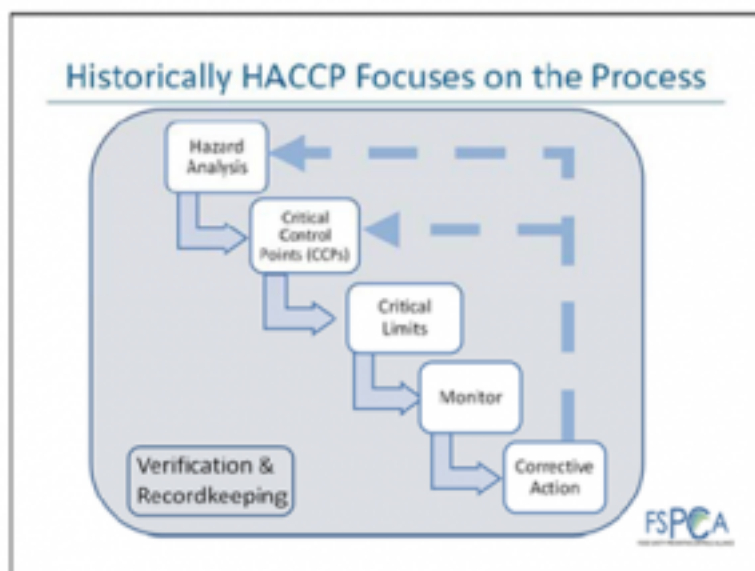 Historically HACCP Focuses on the Process
Hazard
Analysis
Critical
Control
Points (CCPs)
Critical
Limits
Monitor
Corrective
Action
Verification &
Recordkeeping
FSPCA